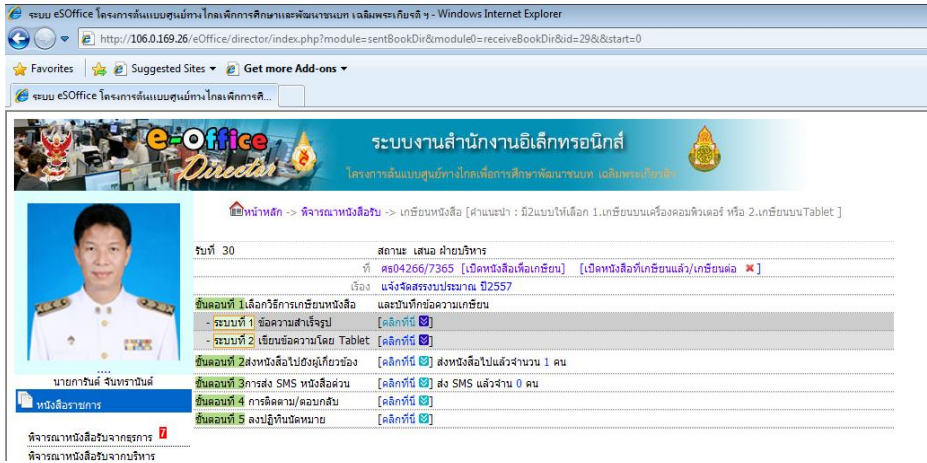 ระบบ eSOffice โครงการต้นแบบศูนย์ทางไกลเพื่อการศึกษาและพัฒนาชนบท เฉลิมพระเกียรติ ฯ - Windows Internet Explorer
http://106.0.169.26/eOffice/director/index.php?module=sentBookDir&module0=receiveBookDir&id=29&&start=0
Favorites Suggested Sites Get more Add-ons
ระบบ eSOffice โครงการต้นแบบศูนย์ทางไกลเพื่อการศึ...
e-Office
Director
ระบบงานสำนักงานอิเล็กทรอนิกส์
โครงการต้นแบบศูนย์ทางไกลเพื่อการศึกษาพัฒนาชนบท เฉลิมพระเกียรติฯ
หน้าหลัก -> พิจารณาหนังสือรับ -> เกษียนหนังสือ [คำแนะนำ : มี2แบบให้เลือก 1.เกษียนบนเครื่องคอมพิวเตอร์ หรือ 2.เกษียนบนTablet ]
รับที่ 30 สถานะ เสนอ ฝ่ายบริหาร
ที่ ศธ04266/7365 [เปิดหนังสือเพื่อเกษียน] [เปิดหนังสือที่เกษียนแล้ว/เกษียนต่อ ]
เรื่อง แจ้งจัดสรรงบประมาณ ปี2557
ขั้นตอนที่ 1เลือกวิธีการเกษียนหนังสือ และบันทึกข้อความเกษียน
- ระบบที่ 1 ข้อความสำเร็จรูป [คลิกที่นี่ ]
- ระบบที่ 2 เขียนข้อความโดย Tablet [คลิกที่นี่ ]
ขั้นตอนที่ 2ส่งหนังสือไปยังผู้เกี่ยวข้อง [คลิกที่นี่ ] ส่งหนังสือไปแล้วจำนวน 1 คน
ขั้นตอนที่ 3การส่ง SMS หนังสือด่วน [คลิกที่นี่ ] ส่ง SMS แล้วจำน 0 คน
ขั้นตอนที่ 4 การติดตาม/ตอบกลับ [คลิกที่นี่ ]
ขั้นตอนที่ 5 ลงปฏิทินนัดหมาย [คลิกที่นี่ ]
....
นายการันต์ จันทรานันต์
หนังสือราชการ
พิจารณาหนังสือรับจากธุรการ 7
พิจารณาหนังสือรับจากบริหาร